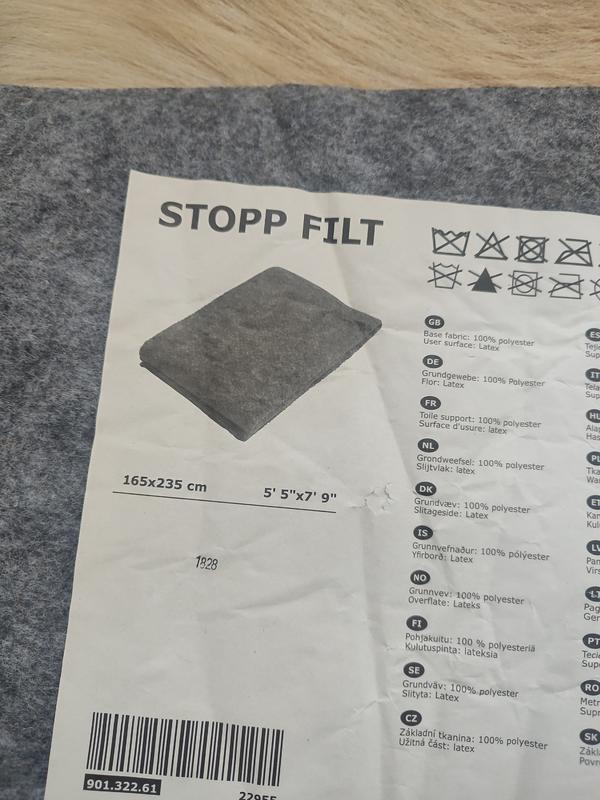 STOPP FILT
165x235 cm
5' 5"x7' 9"
1828
901.322.61
22955
GB
Base fabric: 100% polyester
User surface: Latex
DE
Grundgewebe: 100% Polyester
Flor: Latex
FR
Toile support: 100% polyester
Surface d'usure: latex
NL
Grondweefsel: 100% polyester
Slijtvlak: latex
DK
Grundvæv: 100% polyester
Slitageside: Latex
IS
Grunnvefnaður: 100% pólýester
Yfirborð: Latex
NO
Grunnvev: 100% polyester
Overflate: Lateks
FI
Pohjakuitu: 100 % polyesteriä
Kulutuspinta: lateksia
SE
Grundväv: 100% polyester
Slityta: Latex
CZ
Základní tkanina: 100% polyester
Užitná část: latex
ES
IT
HU
PL
ET
LV
LT
PT
RO
SK